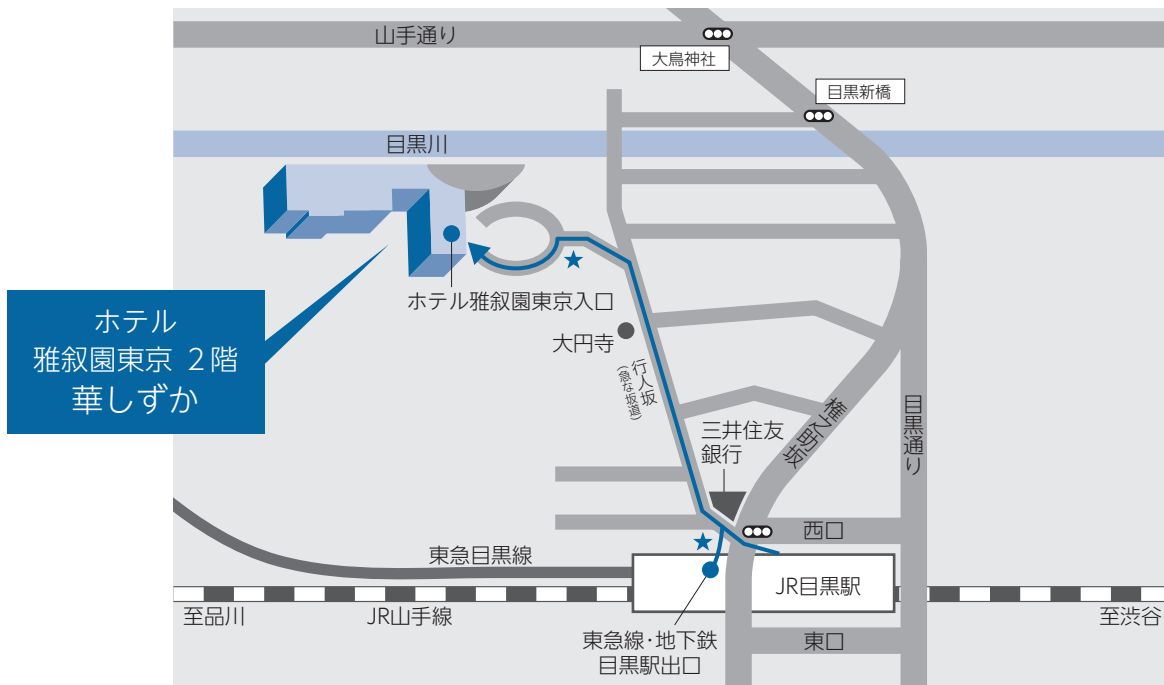 山手通り
大鳥神社
目黒新橋
目黒川
ホテル雅叙園東京入口
大円寺
行人坂
(急な坂道)
ホテル
雅叙園東京 2階
華しずか
三井住友
銀行
権之助坂
目黒通り
西口
東急目黒線
JR目黒駅
至品川
JR山手線
至渋谷
東急線・地下鉄
目黒駅出口
東口